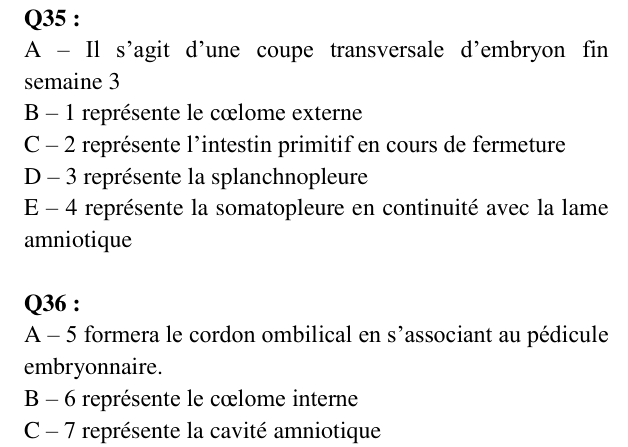 Q35 :
A – Il s’agit d’une coupe transversale d’embryon fin
semaine 3
B – 1 représente le cœlome externe
C – 2 représente l’intestin primitif en cours de fermeture
D – 3 représente la splanchnopleure
E – 4 représente la somatopleure en continuité avec la lame
amniotique
Q36 :
A – 5 formera le cordon ombilical en s’associant au pédicule
embryonnaire.
B – 6 représente le cœlome interne
C – 7 représente la cavité amniotique